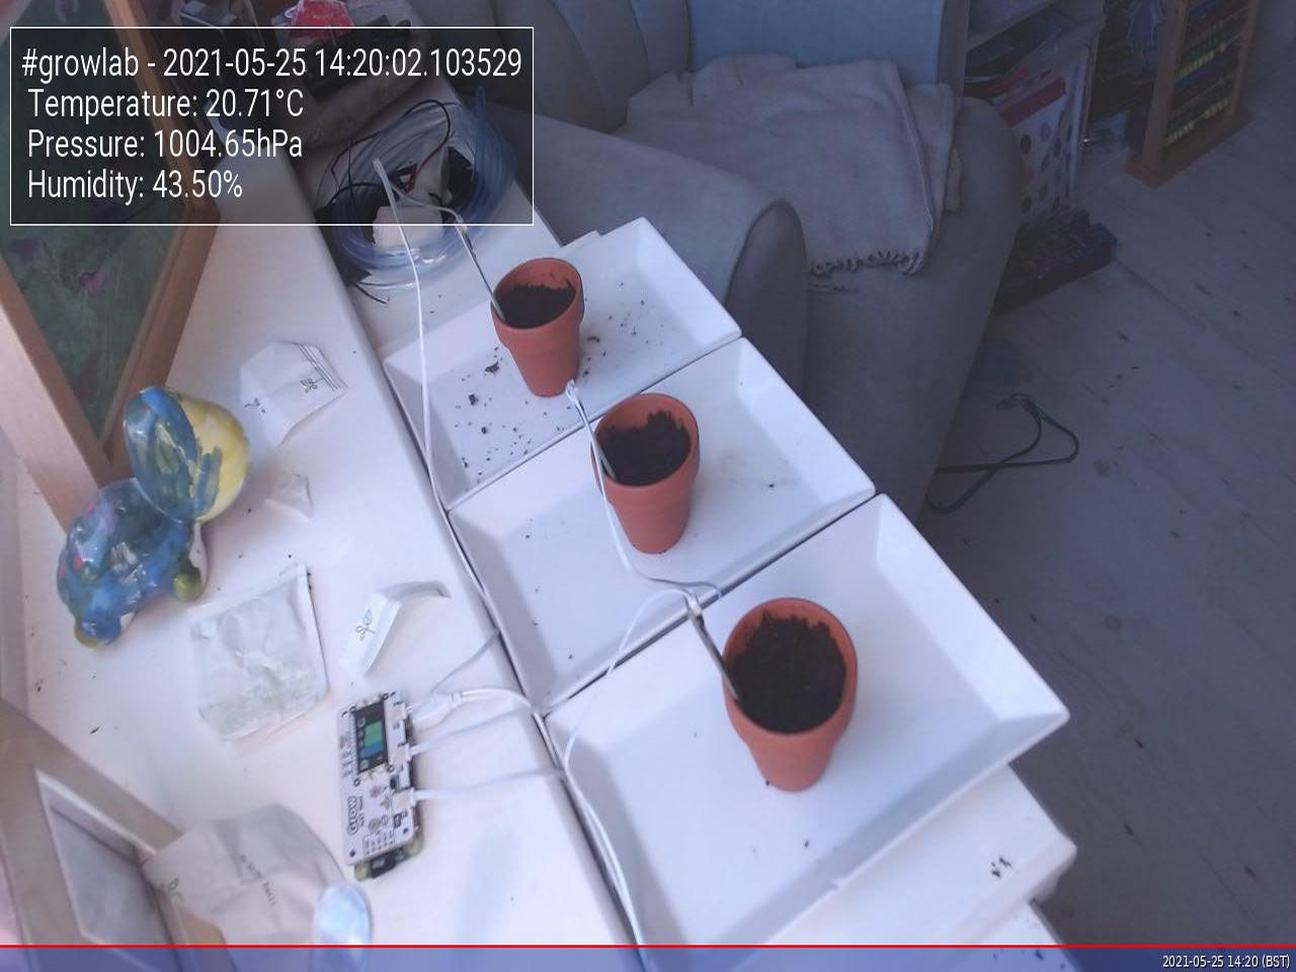 #growlab - 2021-05-25 14:20:02.103529
Temperature: 20.71°C
Pressure: 1004.65hPa
Humidity: 43.50%
2021-05-25 14:20 (BST)